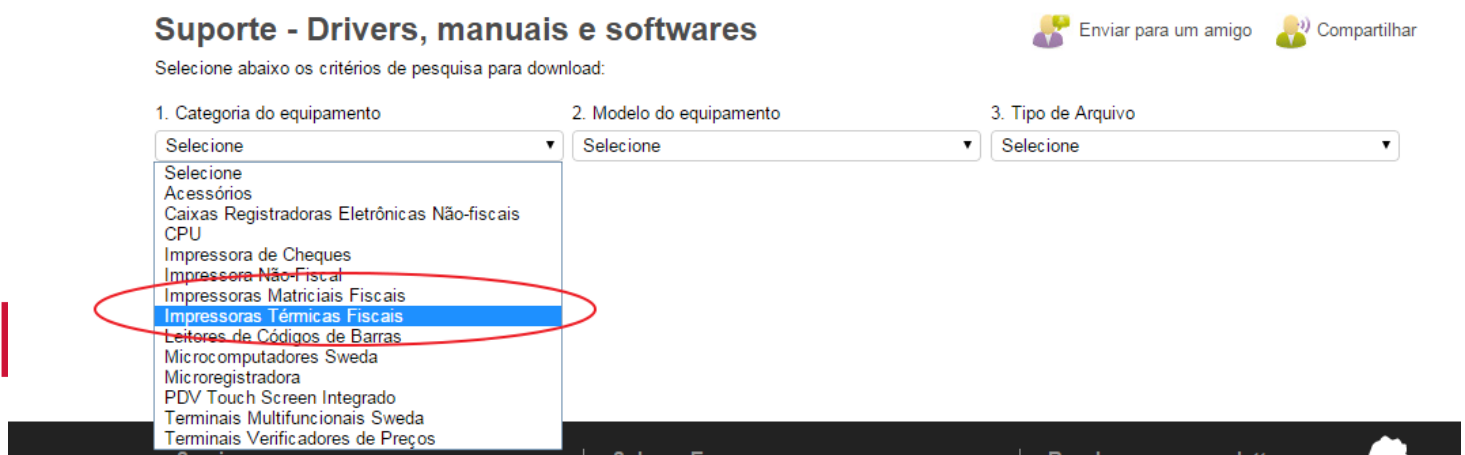 Suporte - Drivers, manuais e softwares
Enviar para um amigo
Compartilhar
Selecione abaixo os critérios de pesquisa para download:
1. Categoria do equipamento
2. Modelo do equipamento
3. Tipo de Arquivo
Selecione
Selecione
Selecione
Selecione
Acessórios
Caixas Registradoras Eletrônicas Não-fiscais
CPU
Impressora de Cheques
Impressora Não-Fiscal
Impressoras Matriciais Fiscais
Impressoras Térmicas Fiscais
Leitores de Códigos de Barras
Microcomputadores Sweda
Microregistradora
PDV Touch Screen Integrado
Terminais Multifuncionais Sweda
Terminais Verificadores de Preços